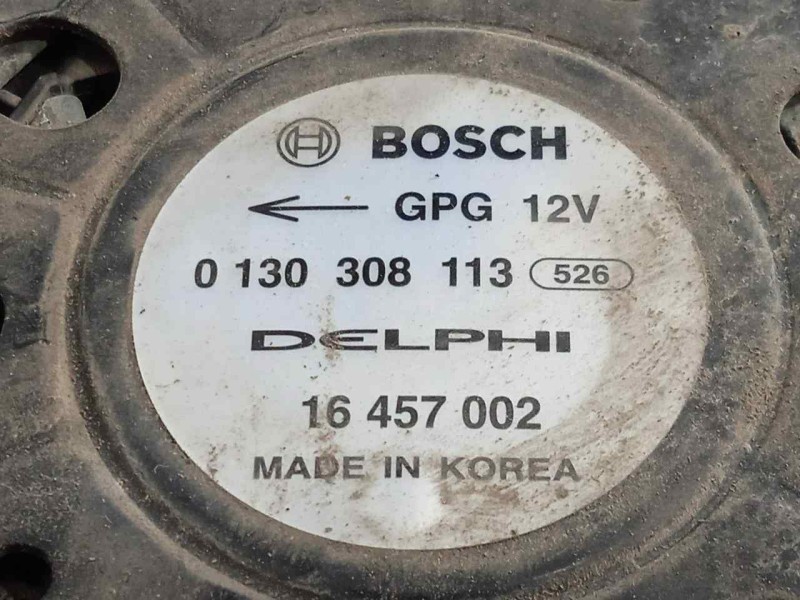 BOSCH
GPG 12V
0 130 308 113 526
DELPHI
16 457 002
MADE IN KOREA